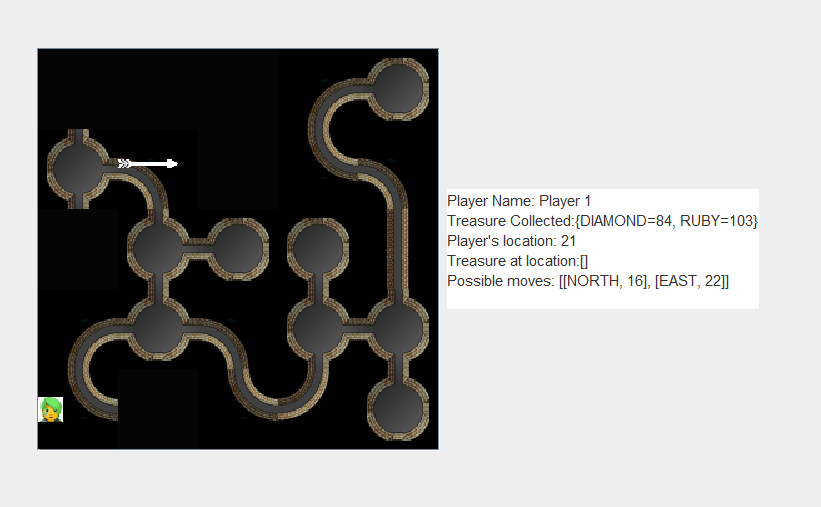 Player Name: Player 1
Treasure Collected:{DIAMOND=84, RUBY=103}
Player's location: 21
Treasure at location:[]
Possible moves: [[NORTH, 16], [EAST, 22]]